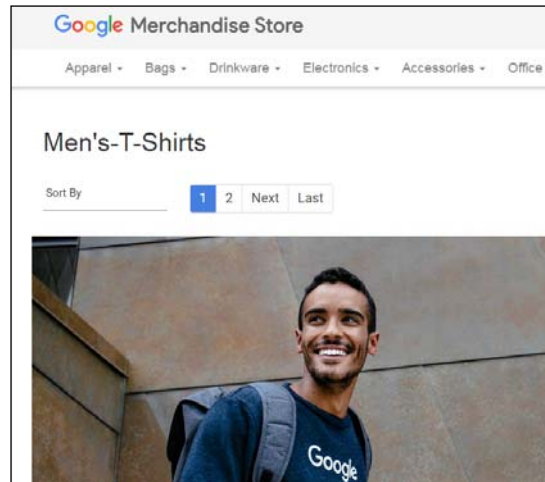 Google Merchandise Store
Apparel Bags Drinkware Electronics Accessories Office
Men's-T-Shirts
Sort By 1 2 Next Last
Google